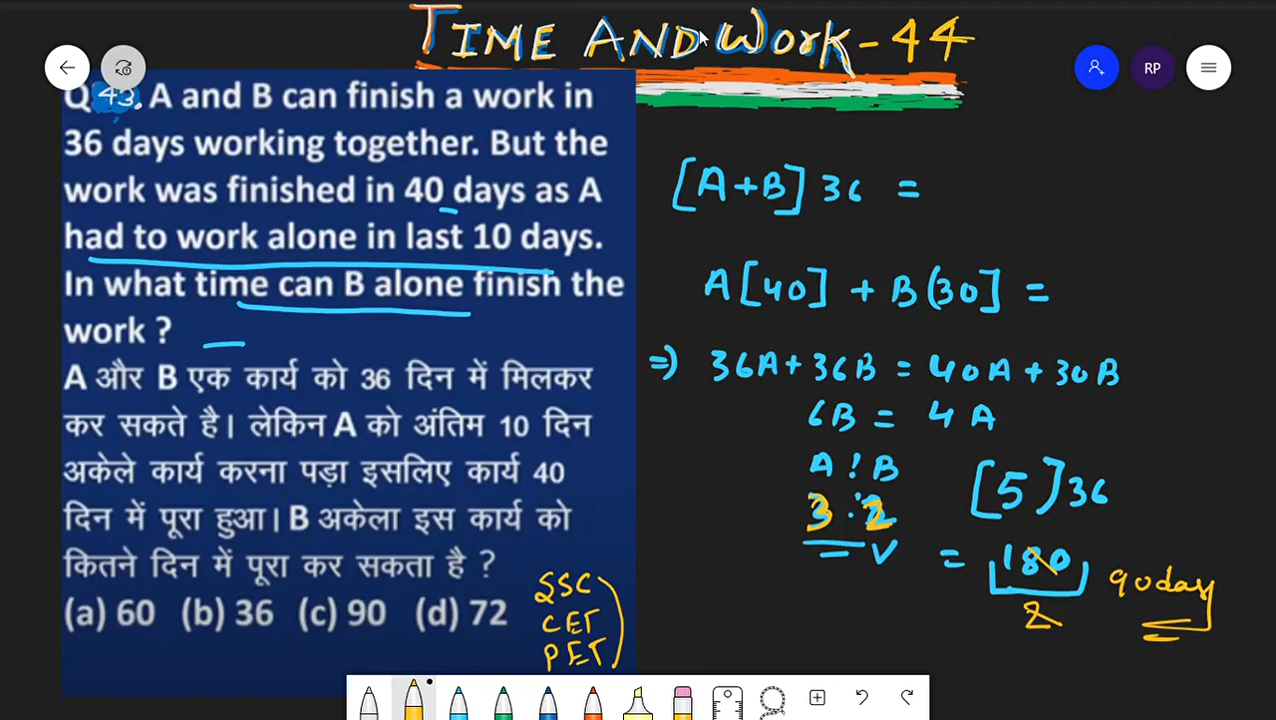 TIME AND WORK - 44
RP
Q 43. A and B can finish a work in
36 days working together. But the
work was finished in 40 days as A
had to work alone in last 10 days.
In what time can B alone finish the
work ?
A और B एक कार्य को 36 दिन में मिलकर
कर सकते है। लेकिन A को अंतिम 10 दिन
अकेले कार्य करना पड़ा इसलिए कार्य 40
दिन में पूरा हुआ। B अकेला इस कार्य को
कितने दिन में पूरा कर सकता है ?
(a) 60 (b) 36 (c) 90 (d) 72
SSC
CET
PET
[A+B] 36 =
A[40] + B(30] =
=) 36A+36B = 40A + 30B
6B = 4A
A : B
3 : 2
[5]36
= 180
2
90 day